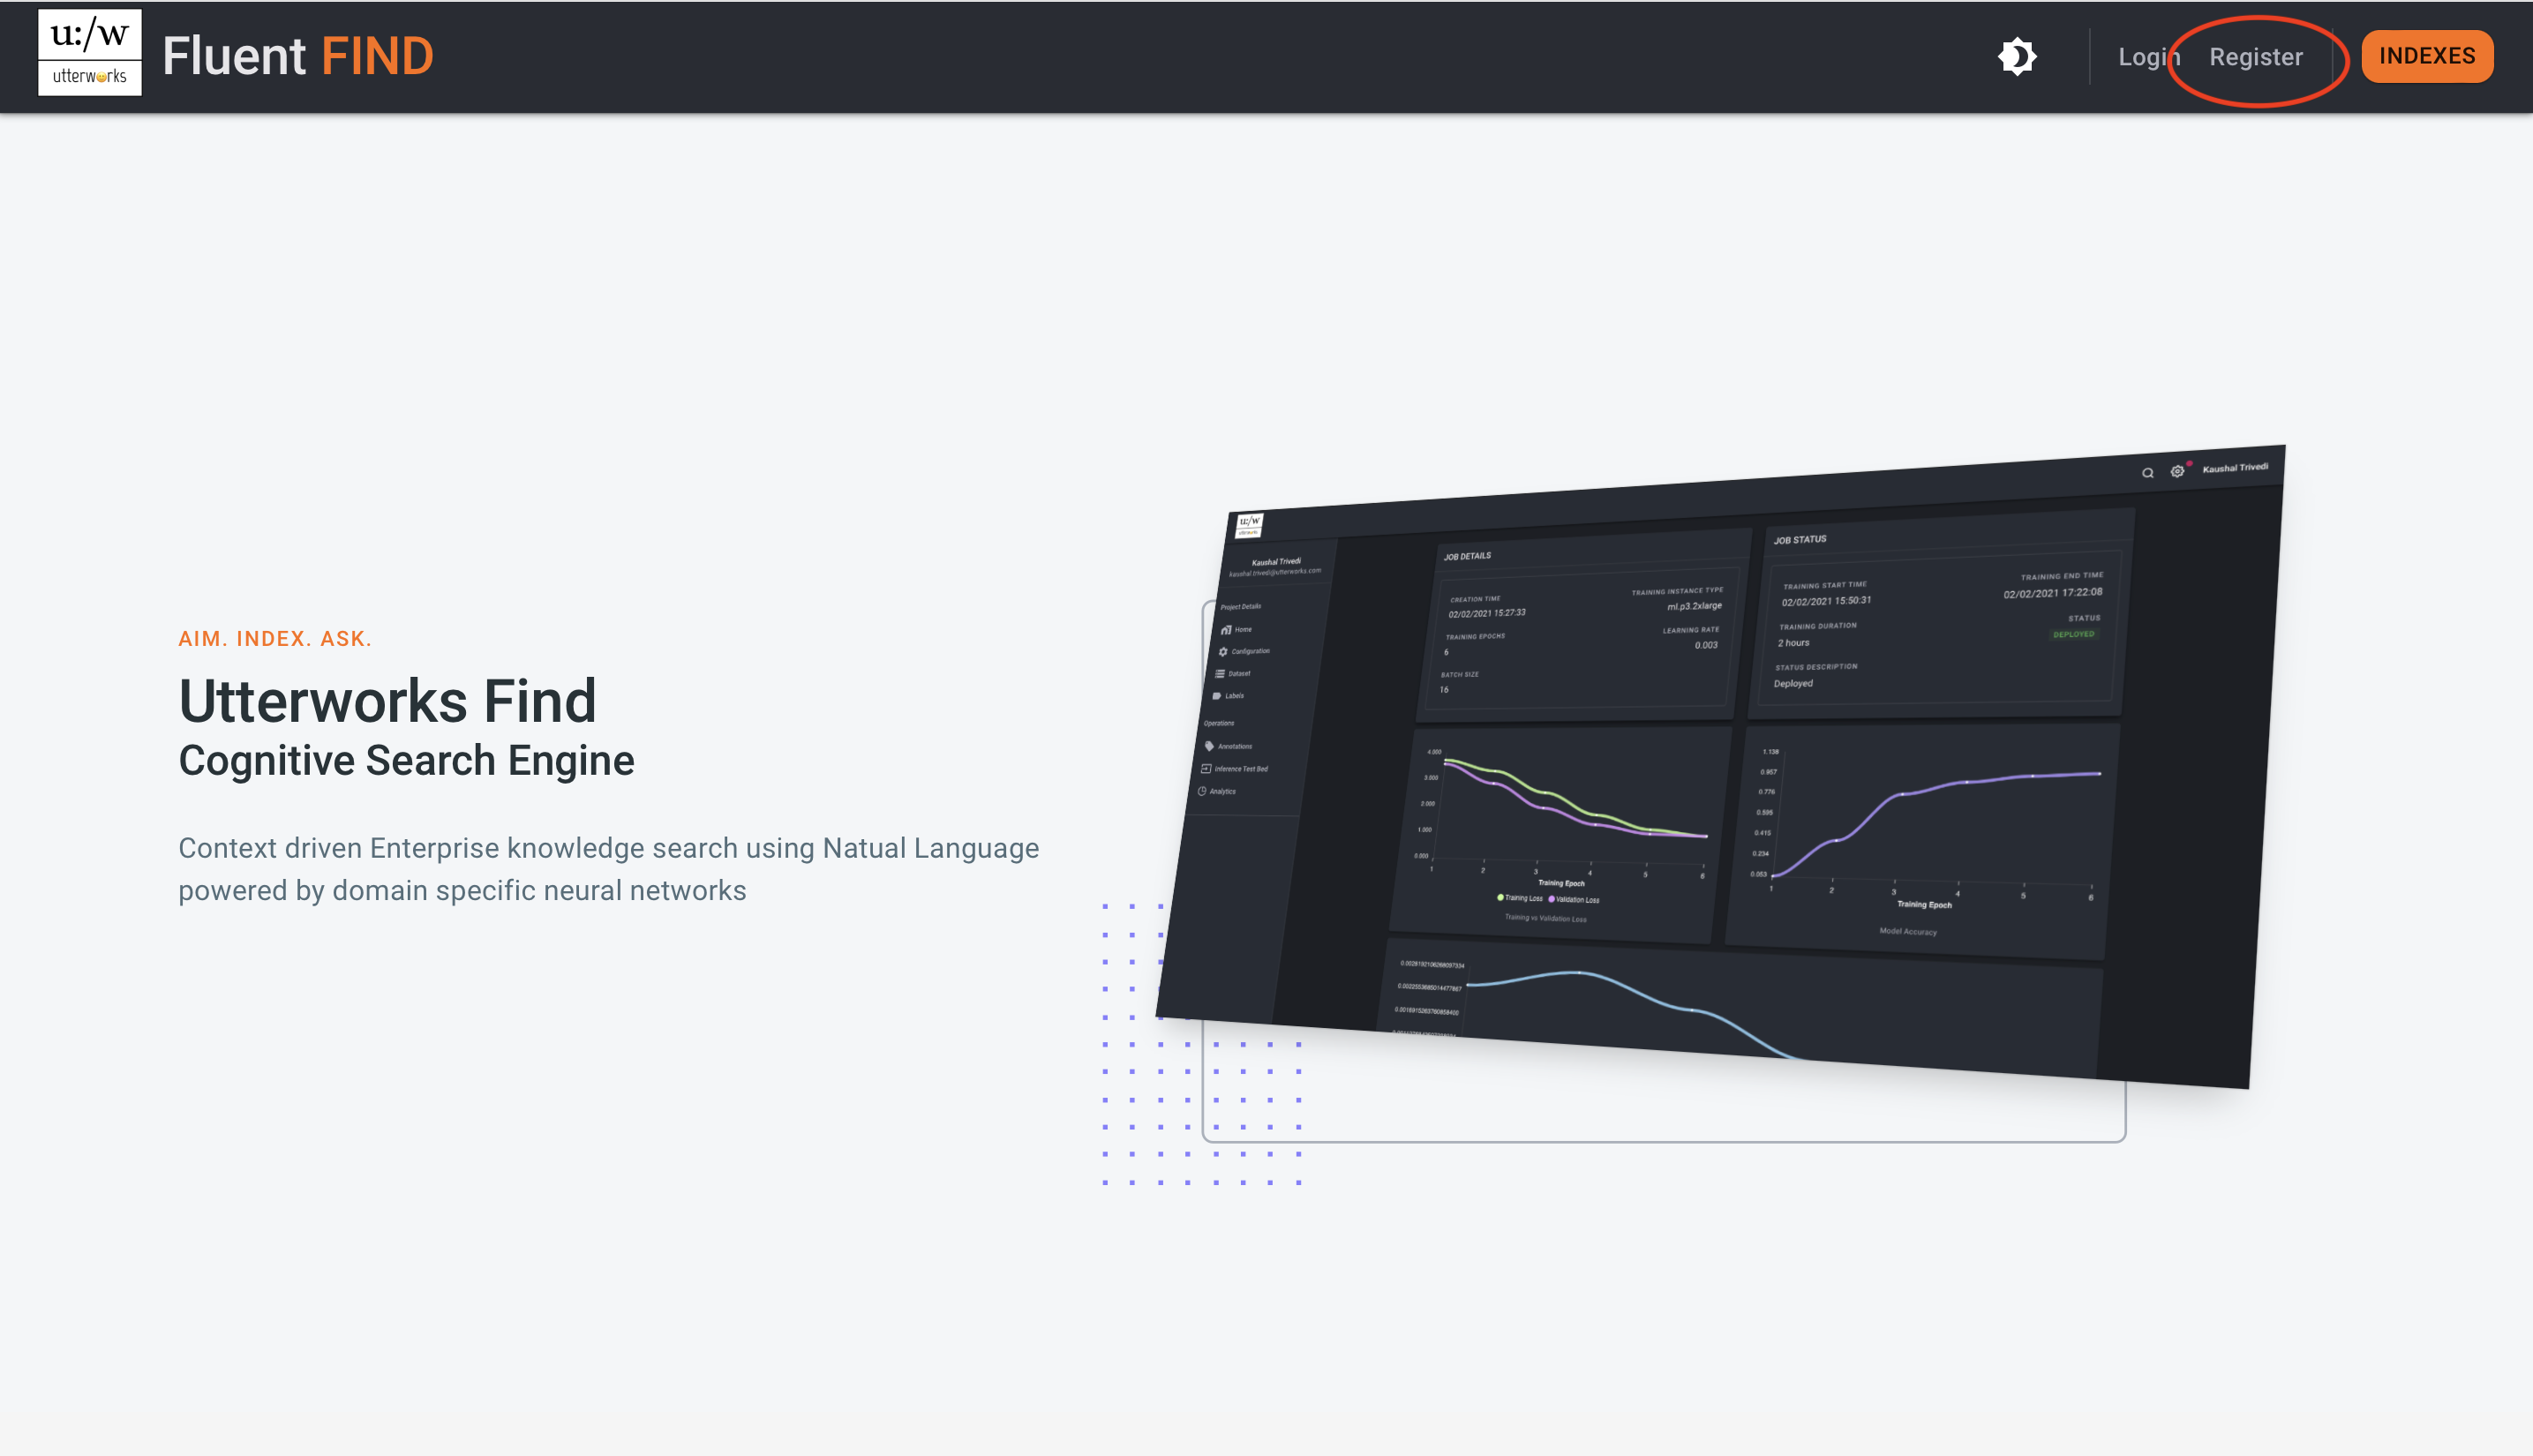 u:/w
utterworks
Fluent FIND
Login
Register
INDEXES
AIM. INDEX. ASK.
Utterworks Find
Cognitive Search Engine
Context driven Enterprise knowledge search using Natual Language
powered by domain specific neural networks
Kaushal Trivedi
u:/w
Kaushal Trivedi
kaushal.trivedi@utterworks.com
Project Details
Home
Configuration
Dataset
Labels
Operations
Annotations
Inference Test Bed
Analytics
JOB DETAILS
CREATION TIME
02/02/2021 15:27:33
TRAINING INSTANCE TYPE
ml.p3.2xlarge
TRAINING EPOCHS
6
LEARNING RATE
0.003
BATCH SIZE
16
JOB STATUS
TRAINING START TIME
02/02/2021 15:50:31
TRAINING END TIME
02/02/2021 17:22:08
TRAINING DURATION
2 hours
STATUS
DEPLOYED
STATUS DESCRIPTION
Deployed
4.000
3.000
2.000
1.000
0.000
1 2 3 4 5 6
Training Epoch
Training Loss Validation Loss
Training vs Validation Loss
1.138
0.957
0.776
0.595
0.415
0.234
0.053
1 2 3 4 5 6
Training Epoch
Model Accuracy